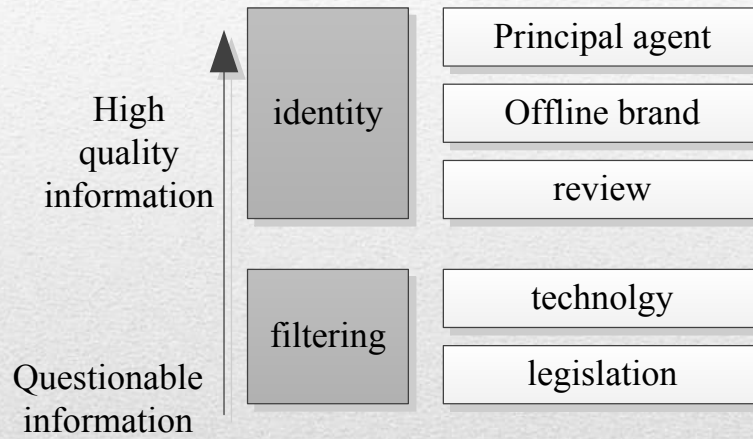 High
quality
information
identity
Principal agent
Offline brand
review
Questionable
information
filtering
technolgy
legislation